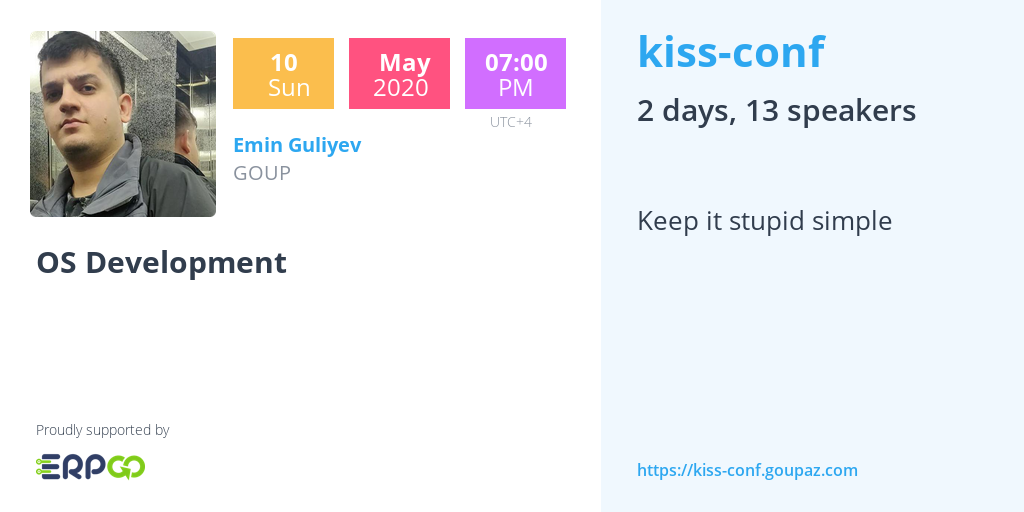 10
Sun
May
2020
07:00
PM
UTC+4
Emin Guliyev
GOUP
OS Development
Proudly supported by
ERPGO
kiss-conf
2 days, 13 speakers
Keep it stupid simple
https://kiss-conf.goupaz.com